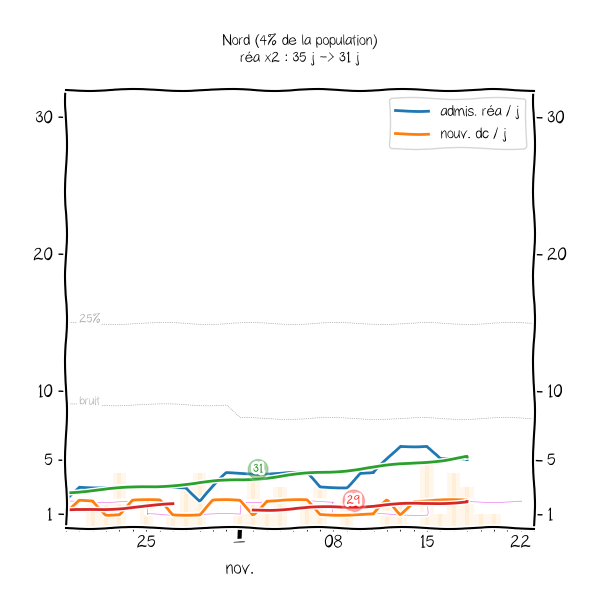 Nord (4% de la population)
réa x2 : 35 j -> 31 j
admis. réa / j
nouv. dc / j
30
30
20
20
25%
10
10
bruit
5
5
31
29
1
1
25
08
15
22
nov.